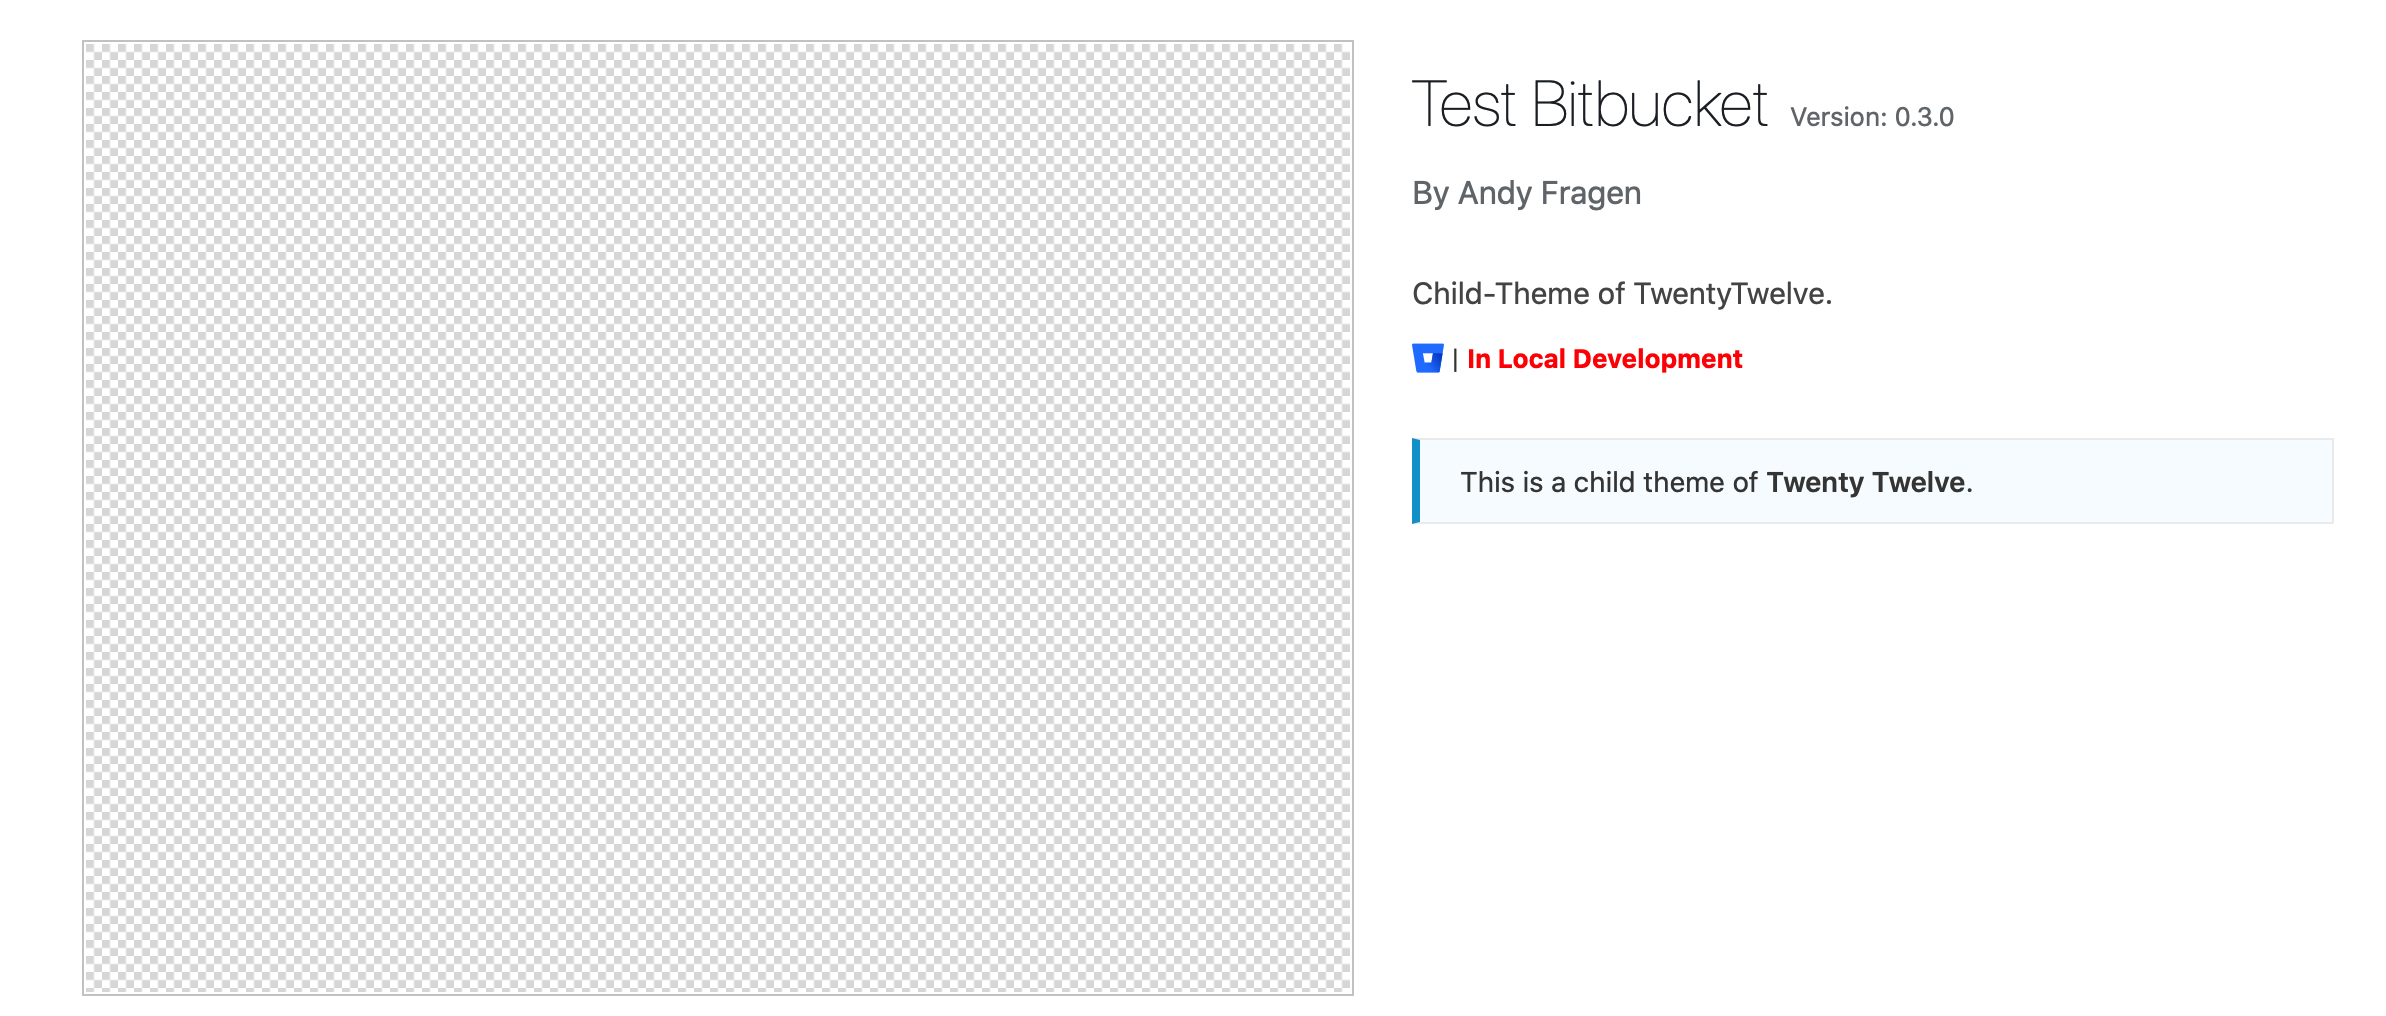 Test Bitbucket Version: 0.3.0
By Andy Fragen
Child-Theme of TwentyTwelve.
| In Local Development
This is a child theme of Twenty Twelve.